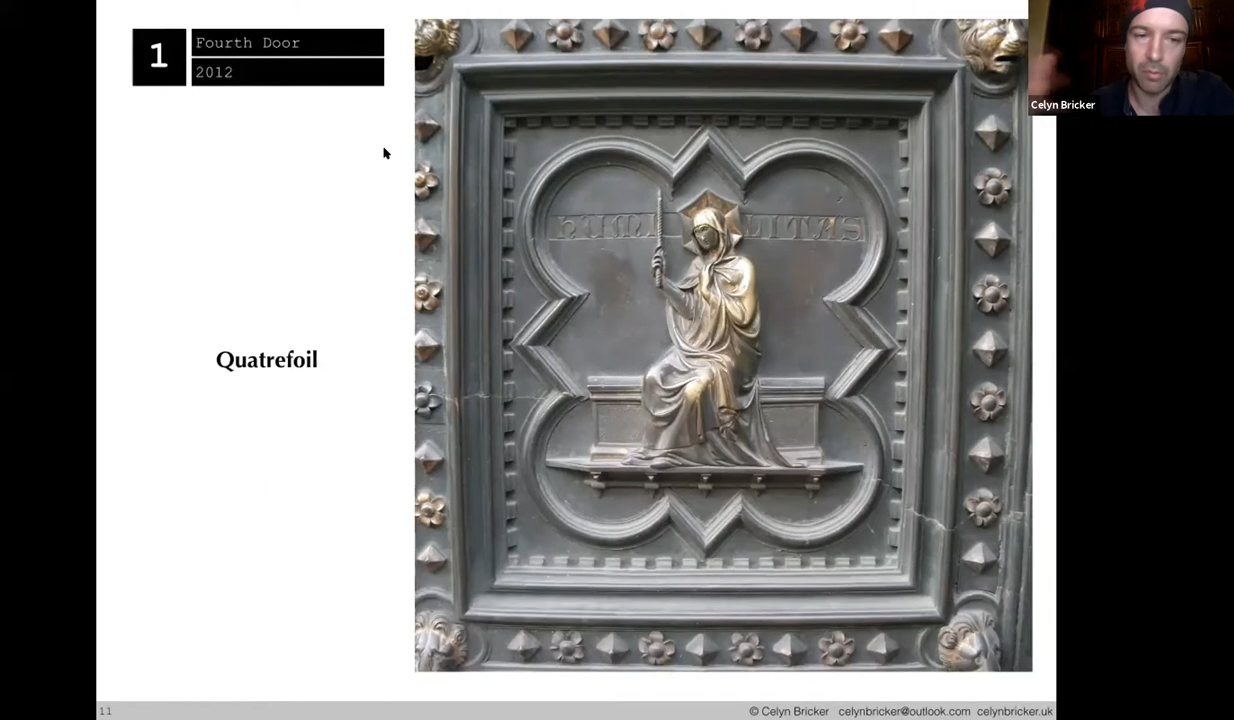 1
Fourth Door
2012
Celyn Bricker
HUMILITAS
Quatrefoil
11
© Celyn Bricker celynbricker@outlook.com celynbricker.uk